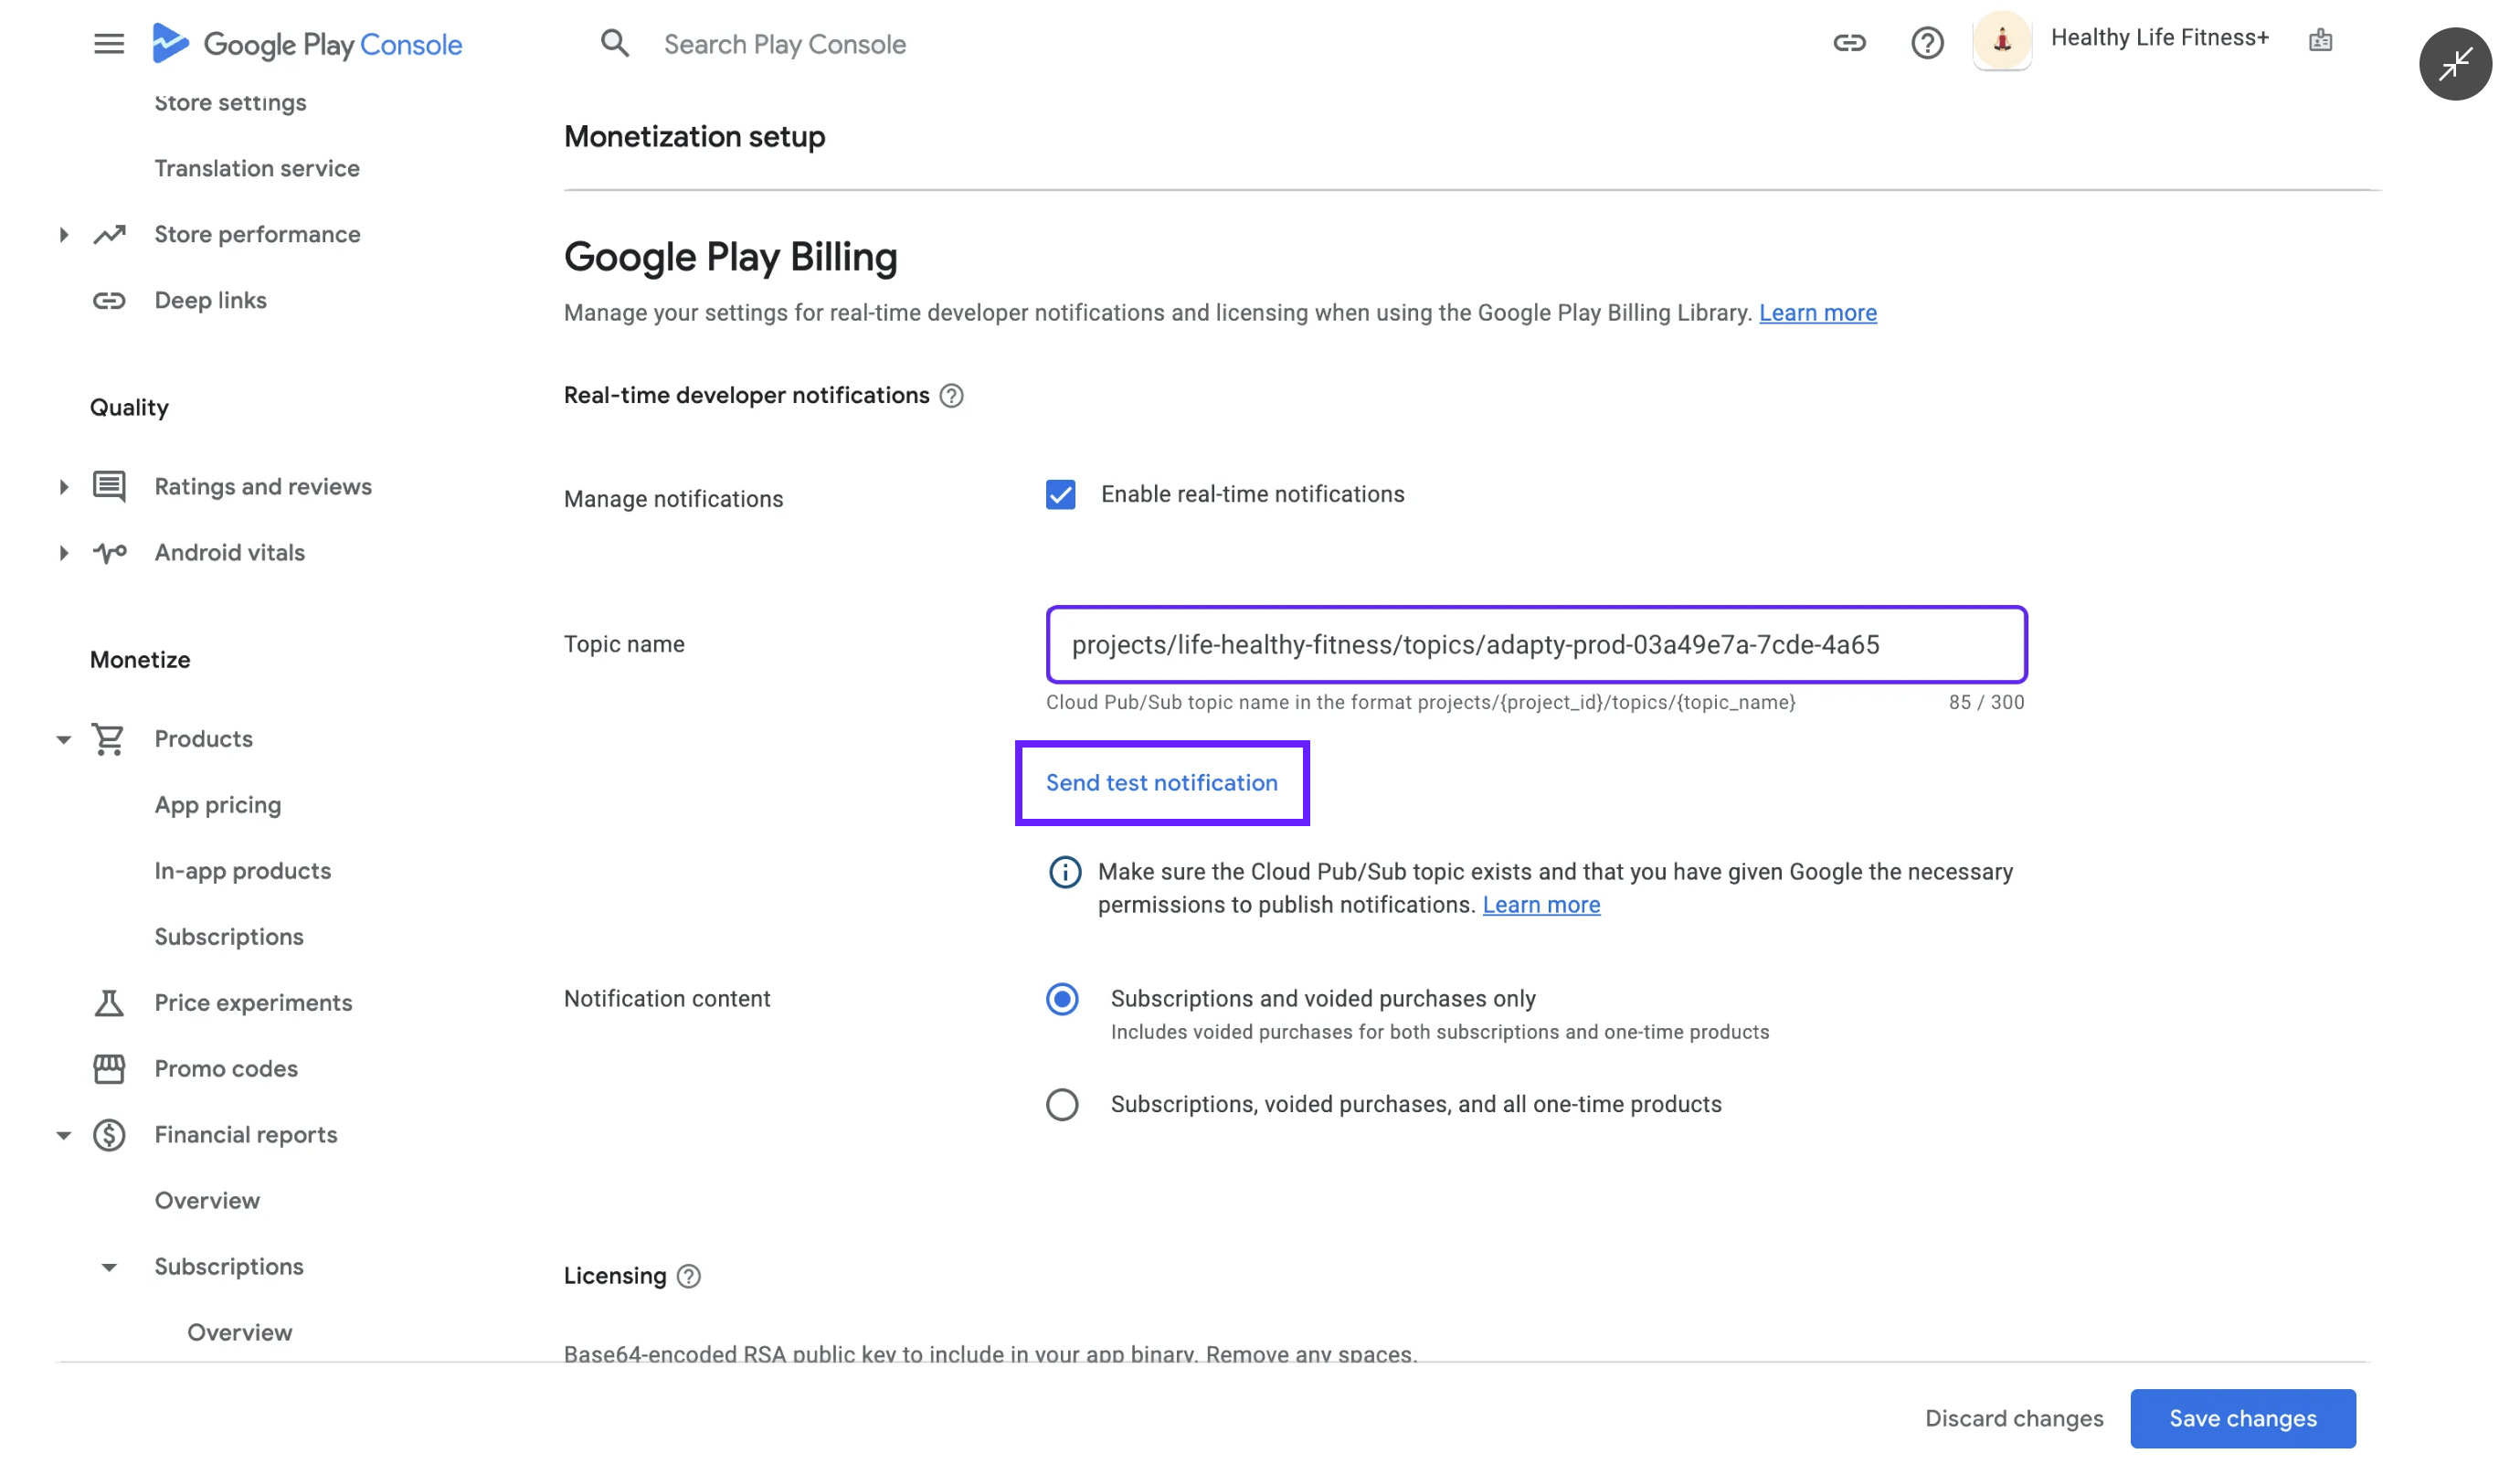 Google Play Console
Search Play Console
Healthy Life Fitness+
Store settings
Translation service
Store performance
Deep links
Quality
Ratings and reviews
Android vitals
Monetize
Products
App pricing
In-app products
Subscriptions
Price experiments
Promo codes
Financial reports
Overview
Subscriptions
Overview
Monetization setup
Google Play Billing
Manage your settings for real-time developer notifications and licensing when using the Google Play Billing Library. Learn more
Real-time developer notifications
Manage notifications
Enable real-time notifications
Topic name
projects/life-healthy-fitness/topics/adapty-prod-03a49e7a-7cde-4a65
Cloud Pub/Sub topic name in the format projects/{project_id}/topics/{topic_name}
85 / 300
Send test notification
Make sure the Cloud Pub/Sub topic exists and that you have given Google the necessary
permissions to publish notifications. Learn more
Notification content
Subscriptions and voided purchases only
Includes voided purchases for both subscriptions and one-time products
Subscriptions, voided purchases, and all one-time products
Licensing
Base64-encoded RSA public key to include in your app binary. Remove any spaces.
Discard changes
Save changes